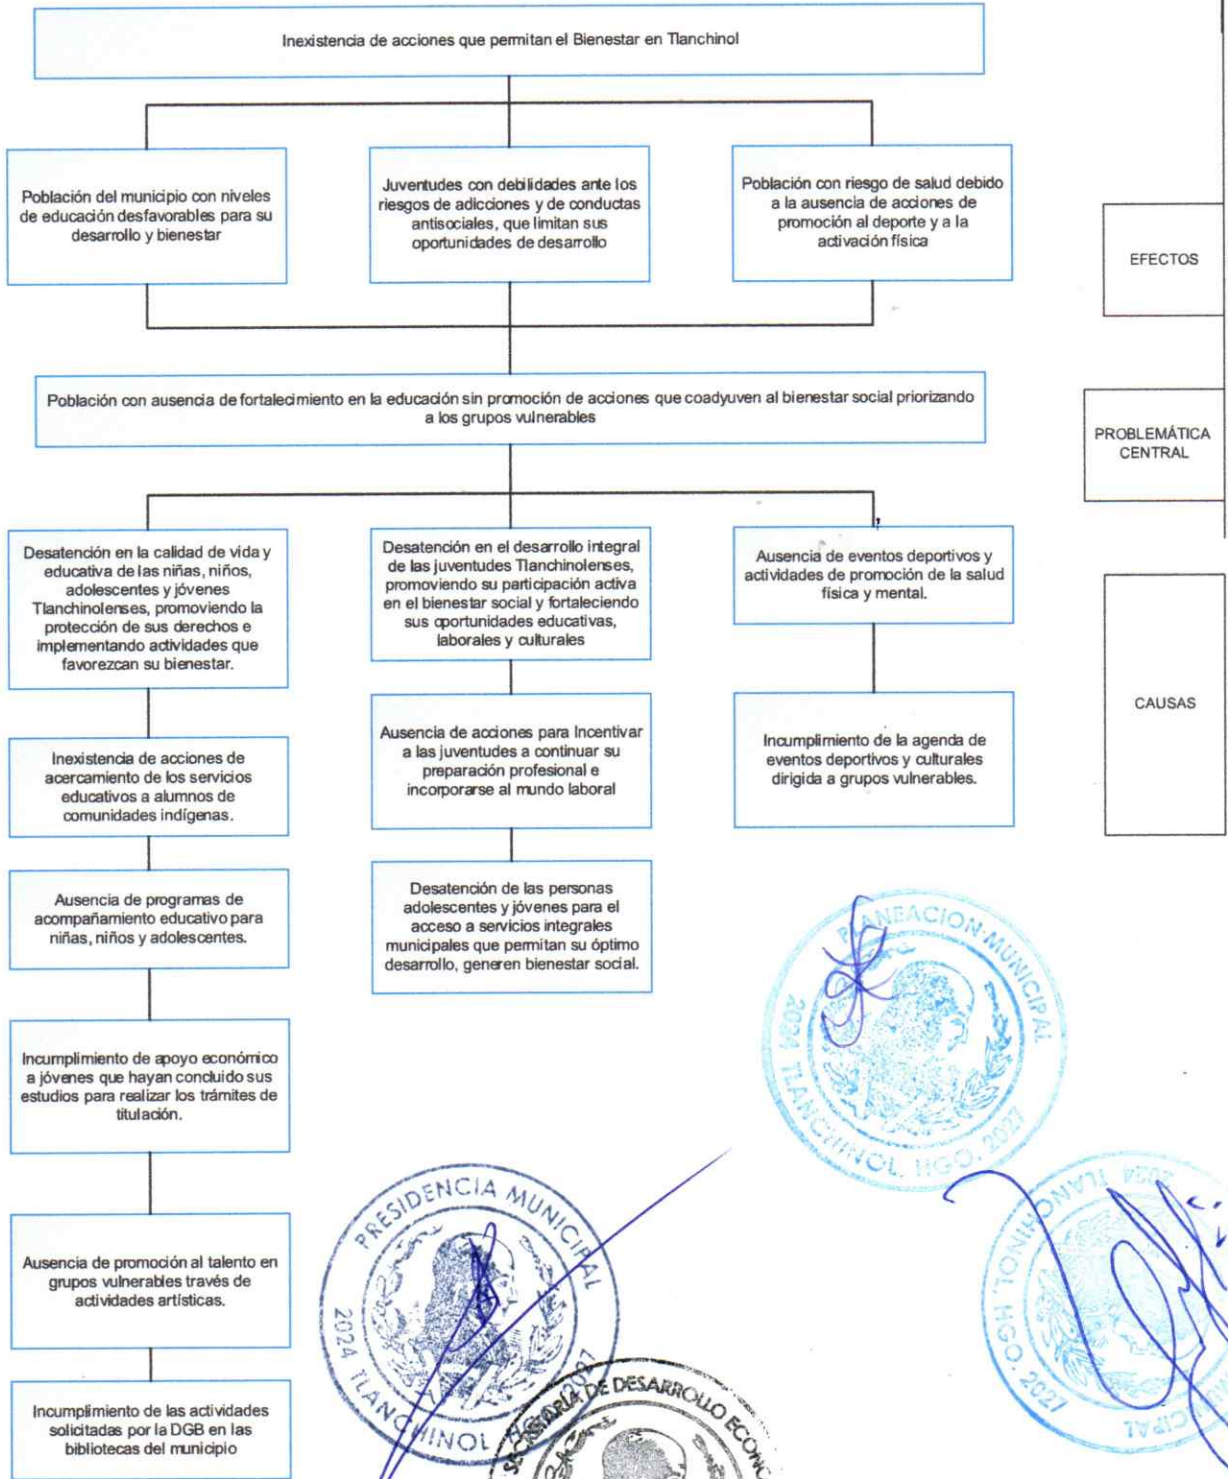 Inexistencia de acciones que permitan el Bienestar en Tlanchinol
Población del municipio con niveles
de educación desfavorables para su
desarrollo y bienestar
Juventudes con debilidades ante los
riesgos de adicciones y de conductas
antisociales, que limitan sus
oportunidades de desarrollo
Población con riesgo de salud debido
a la ausencia de acciones de
promoción al deporte y a la
activación física
EFECTOS
Población con ausencia de fortalecimiento en la educación sin promoción de acciones que coadyuven al bienestar social priorizando
a los grupos vulnerables
PROBLEMÁTICA
CENTRAL
Desatención en la calidad de vida y
educativa de las niñas, niños,
adolescentes y jóvenes
Tlanchinolenses, promoviendo la
protección de sus derechos e
implementando actividades que
favorezcan su bienestar.
Desatención en el desarrollo integral
de las juventudes Tlanchinolenses,
promoviendo su participación activa
en el bienestar social y fortaleciendo
sus oportunidades educativas,
laborales y culturales
Ausencia de eventos deportivos y
actividades de promoción de la salud
física y mental.
CAUSAS
Inexistencia de acciones de
acercamiento de los servicios
educativos a alumnos de
comunidades indígenas.
Ausencia de acciones para Incentivar
a las juventudes a continuar su
preparación profesional e
incorporarse al mundo laboral
Incumplimiento de la agenda de
eventos deportivos y culturales
dirigida a grupos vulnerables.
Ausencia de programas de
acompañamiento educativo para
niñas, niños y adolescentes.
Desatención de las personas
adolescentes y jóvenes para el
acceso a servicios integrales
municipales que permitan su óptimo
desarrollo, generen bienestar social.
Incumplimiento de apoyo económico
a jóvenes que hayan concluido sus
estudios para realizar los trámites de
titulación.
Ausencia de promoción al talento en
grupos vulnerables través de
actividades artísticas.
Incumplimiento de las actividades
solicitadas por la DGB en las
bibliotecas del municipio
PLANEACION MUNICIPAL
2024 TLANCHINOL, HGO. 2027
PRESIDENCIA MUNICIPAL
2024 TLANCHINOL 2027
SECRETARÍA DE DESARROLLO
2024 TLANCHINOL, HGO. 2027